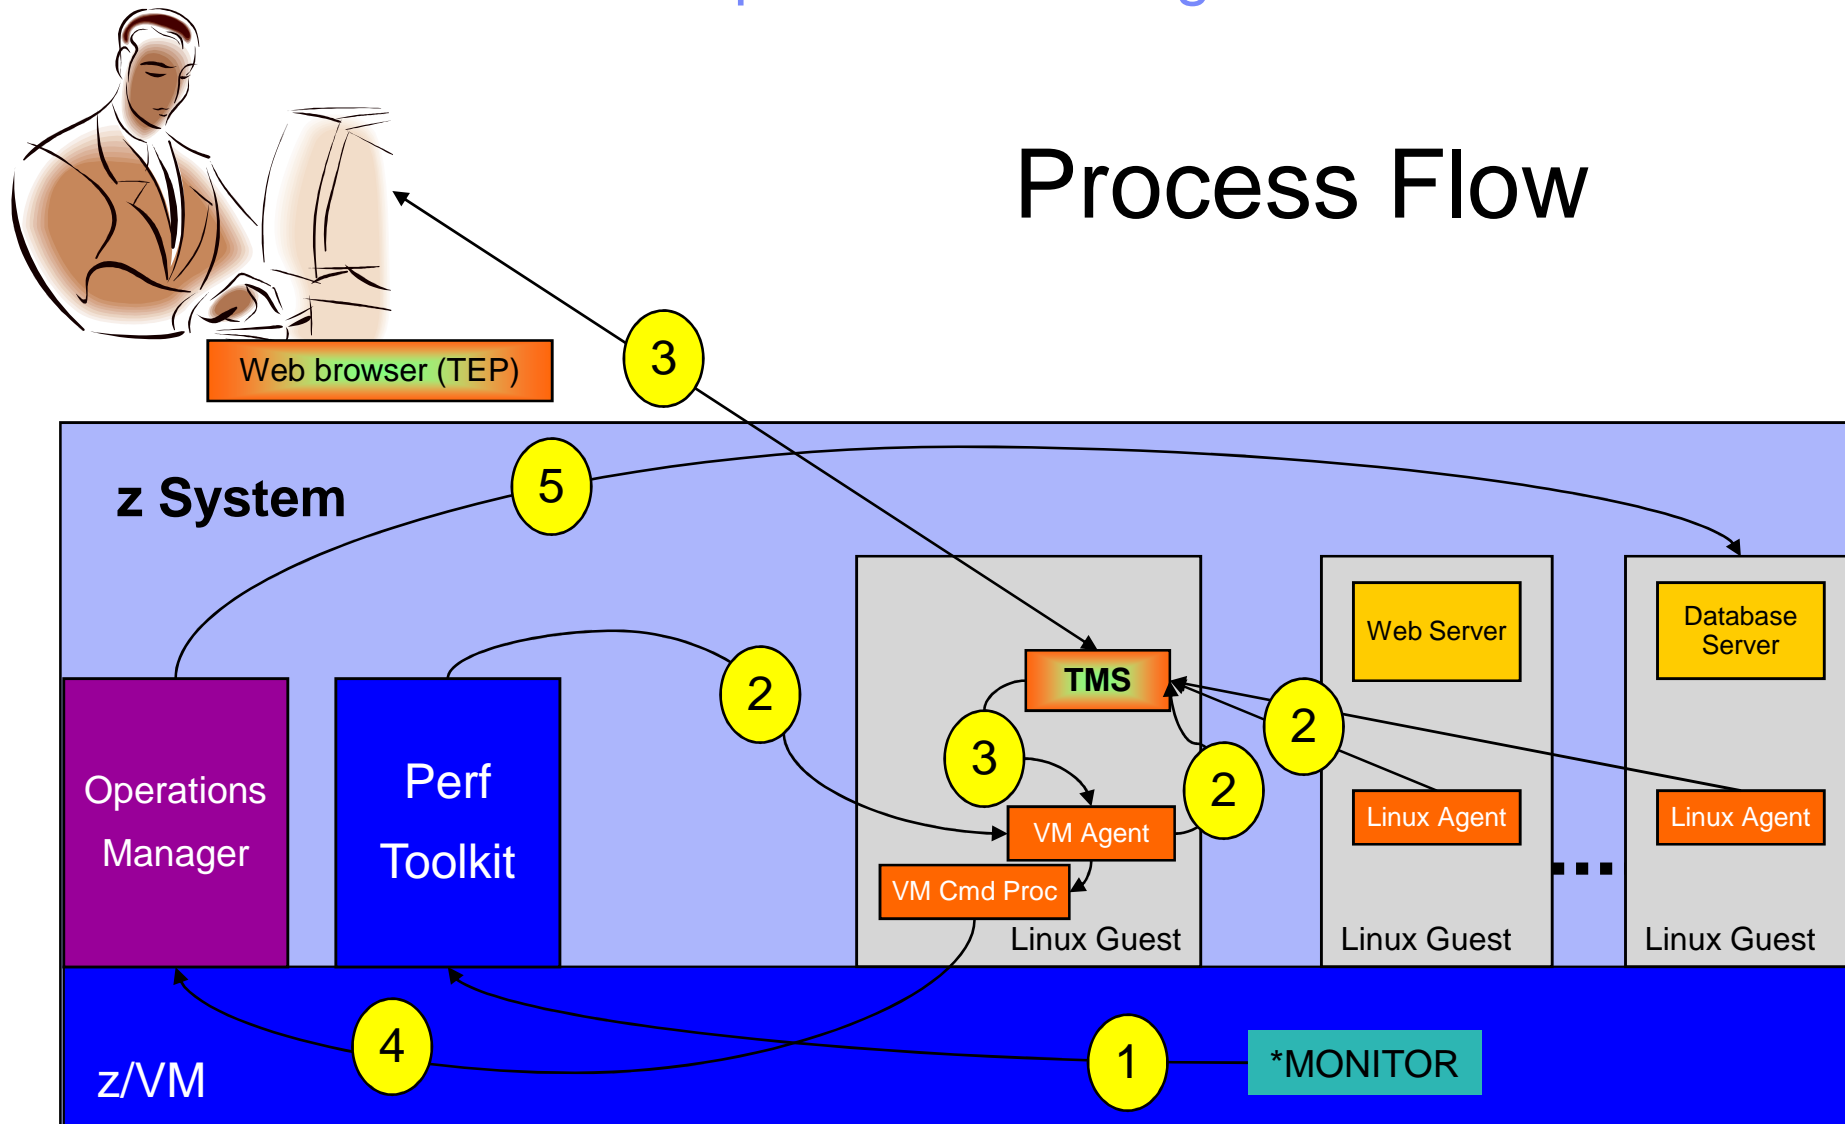 Process Flow
3
Web browser (TEP)
z System
5
Web Server
Database
Server
TMS
2
2
3
2
Operations
Manager
Perf
Toolkit
VM Agent
Linux Agent
Linux Agent
VM Cmd Proc
Linux Guest
Linux Guest
Linux Guest
4
1
*MONITOR
z/VM